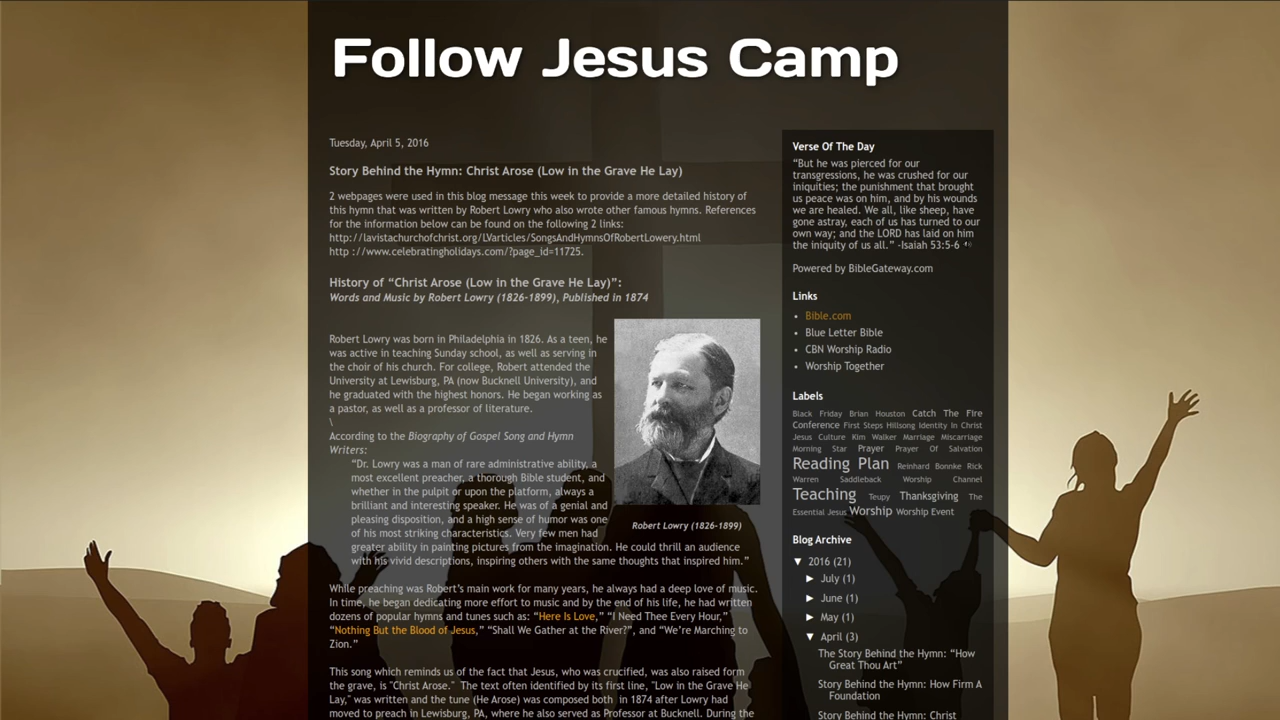 Follow Jesus Camp
Tuesday, April 5, 2016
Story Behind the Hymn: Christ Arose (Low in the Grave He Lay)
2 webpages were used in this blog message this week to provide a more detailed history of
this hymn that was written by Robert Lowry who also wrote other famous hymns. References
for the information below can be found on the following 2 links:
http://lavistachurchofchrist.org/LVarticles/SongsAndHymnsOfRobertLowery.html
http ://www.celebratingholidays.com/?page_id=11725.
History of “Christ Arose (Low in the Grave He Lay)”:
Words and Music by Robert Lowry (1826-1899), Published in 1874
Robert Lowry was born in Philadelphia in 1826. As a teen, he
was active in teaching Sunday school, as well as serving in
the choir of his church. For college, Robert attended the
University at Lewisburg, PA (now Bucknell University), and
he graduated with the highest honors. He began working as
a pastor, as well as a professor of literature.
\
According to the Biography of Gospel Song and Hymn
Writers:
“Dr. Lowry was a man of rare administrative ability, a
most excellent preacher, a thorough Bible student, and
whether in the pulpit or upon the platform, always a
brilliant and interesting speaker. He was of a genial and
pleasing disposition, and a high sense of humor was one
of his most striking characteristics. Very few men had
greater ability in painting pictures from the imagination. He could thrill an audience
with his vivid descriptions, inspiring others with the same thoughts that inspired him.”
Robert Lowry (1826-1899)
While preaching was Robert’s main work for many years, he always had a deep love of music.
In time, he began dedicating more effort to music and by the end of his life, he had written
dozens of popular hymns and tunes such as: “Here Is Love,” “I Need Thee Every Hour,”
“Nothing But the Blood of Jesus,” “Shall We Gather at the River?”, and “We’re Marching to
Zion.”
This song which reminds us of the fact that Jesus, who was crucified, was also raised form
the grave, is "Christ Arose."  The text often identified by its first line, "Low in the Grave He
Lay," was written and the tune (He Arose) was composed both  in 1874 after Lowry had
moved to preach in Lewisburg, PA, where he also served as Professor at Bucknell. During the
Verse Of The Day
“But he was pierced for our
transgressions, he was crushed for our
iniquities; the punishment that brought
us peace was on him, and by his wounds
we are healed. We all, like sheep, have
gone astray, each of us has turned to our
own way; and the LORD has laid on him
the iniquity of us all.” -Isaiah 53:5-6
Powered by BibleGateway.com
Links
Bible.com
Blue Letter Bible
CBN Worship Radio
Worship Together
Labels
Black Friday Brian Houston Catch The Fire
Conference First Steps Hillsong Identity In Christ
Jesus Culture Kim Walker Marriage Miscarriage
Morning Star Prayer Prayer Of Salvation
Reading Plan Reinhard Bonnke Rick
Warren Saddleback Worship Channel
Teaching Teupy Thanksgiving The
Essential Jesus Worship Worship Event
Blog Archive
▼ 2016 (21)
► July (1)
► June (1)
► May (1)
▼ April (3)
The Story Behind the Hymn: “How
Great Thou Art”
Story Behind the Hymn: How Firm A
Foundation
Story Behind the Hymn: Christ